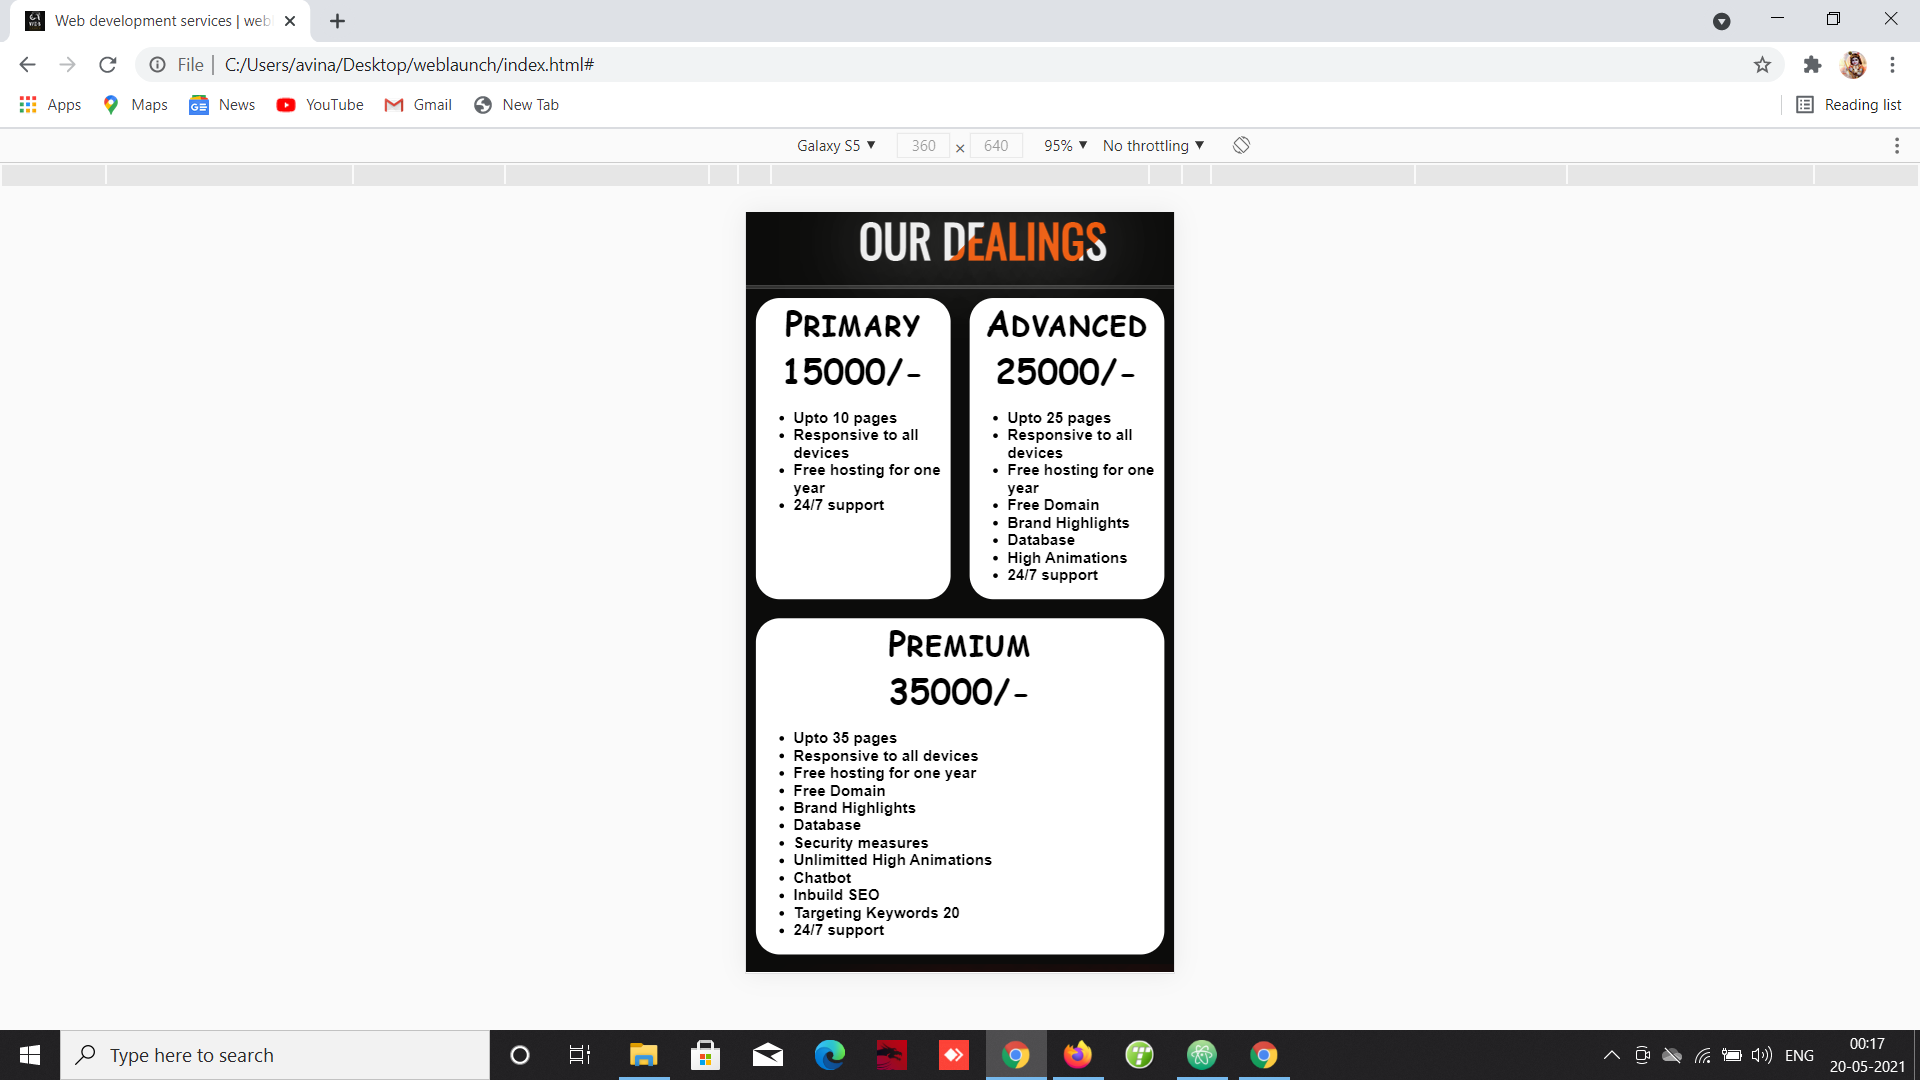 Web development services | web
File
C:/Users/avina/Desktop/weblaunch/index.html#
Apps
Maps
News
YouTube
Gmail
New Tab
Reading list
Galaxy S5
360 × 640
95%
No throttling
OUR DEALINGS
Primary
15000/-
Upto 10 pages
Responsive to all
devices
Free hosting for one
year
24/7 support
Advanced
25000/-
Upto 25 pages
Responsive to all
devices
Free hosting for one
year
Free Domain
Brand Highlights
Database
High Animations
24/7 support
Premium
35000/-
Upto 35 pages
Responsive to all devices
Free hosting for one year
Free Domain
Brand Highlights
Database
Security measures
Unlimitted High Animations
Chatbot
Inbuild SEO
Targeting Keywords 20
24/7 support
Type here to search
ENG
00:17
20-05-2021